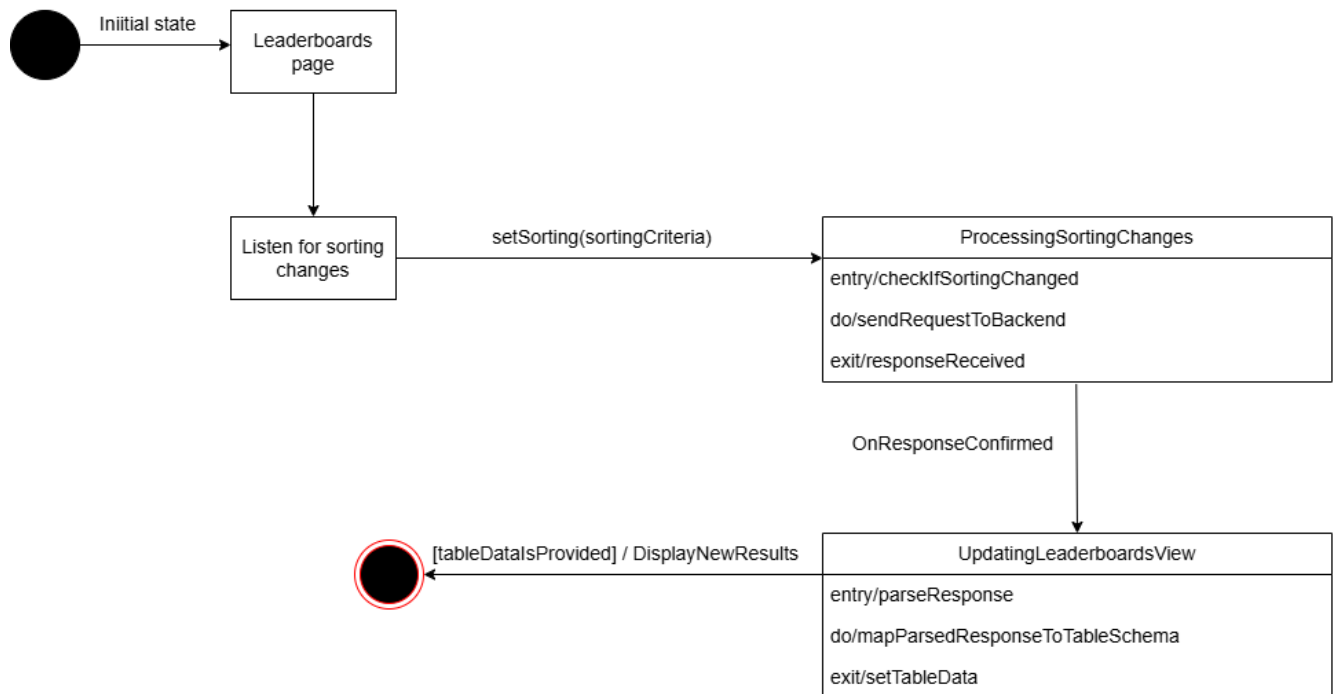 Iniitial state
Leaderboards
page
Listen for sorting
changes
setSorting(sortingCriteria)
ProcessingSortingChanges
entry/checkIfSortingChanged
do/sendRequestToBackend
exit/responseReceived
OnResponseConfirmed
[tableDataIsProvided] / DisplayNewResults
UpdatingLeaderboardsView
entry/parseResponse
do/mapParsedResponseToTableSchema
exit/setTableData